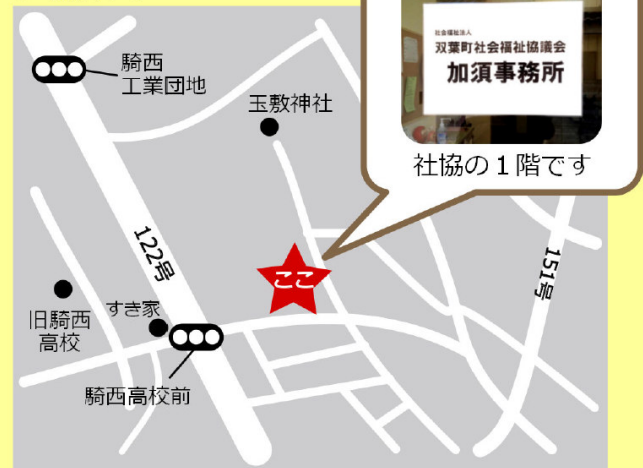 社会福祉法人
双葉町社会福祉協議会
加須事務所
社協の1階です
騎西
工業団地
玉敷神社
122号
151号
ここ
旧騎西
高校
すき家
騎西高校前